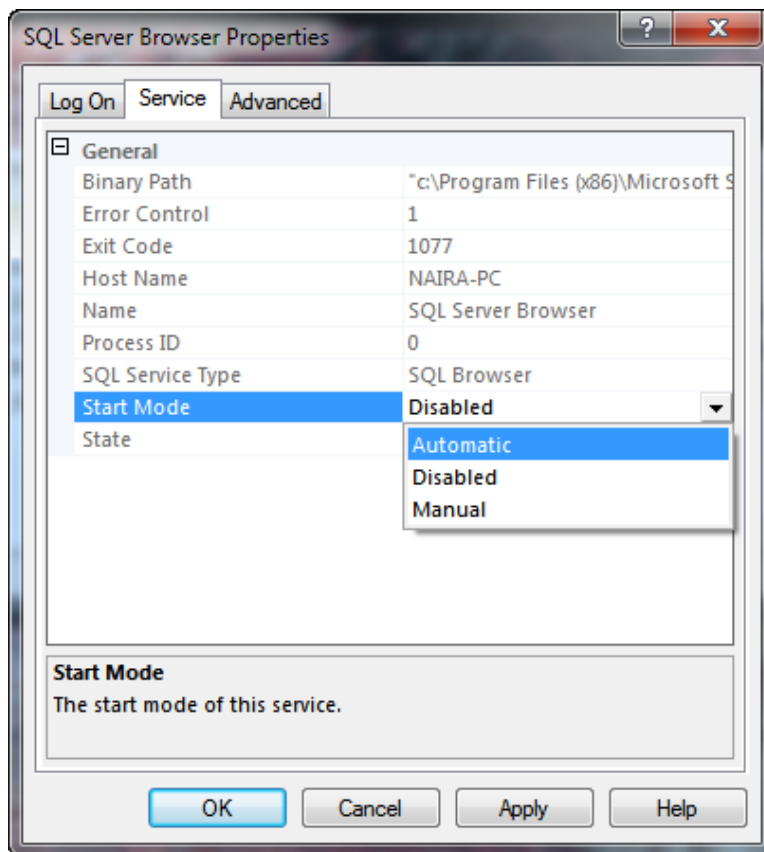 SQL Server Browser Properties
Log On Service Advanced
General
Binary Path "c:\Program Files (x86)\Microsoft S
Error Control 1
Exit Code 1077
Host Name NAIRA-PC
Name SQL Server Browser
Process ID 0
SQL Service Type SQL Browser
Start Mode Disabled
State Automatic
Disabled
Manual
Start Mode
The start mode of this service.
OK Cancel Apply Help